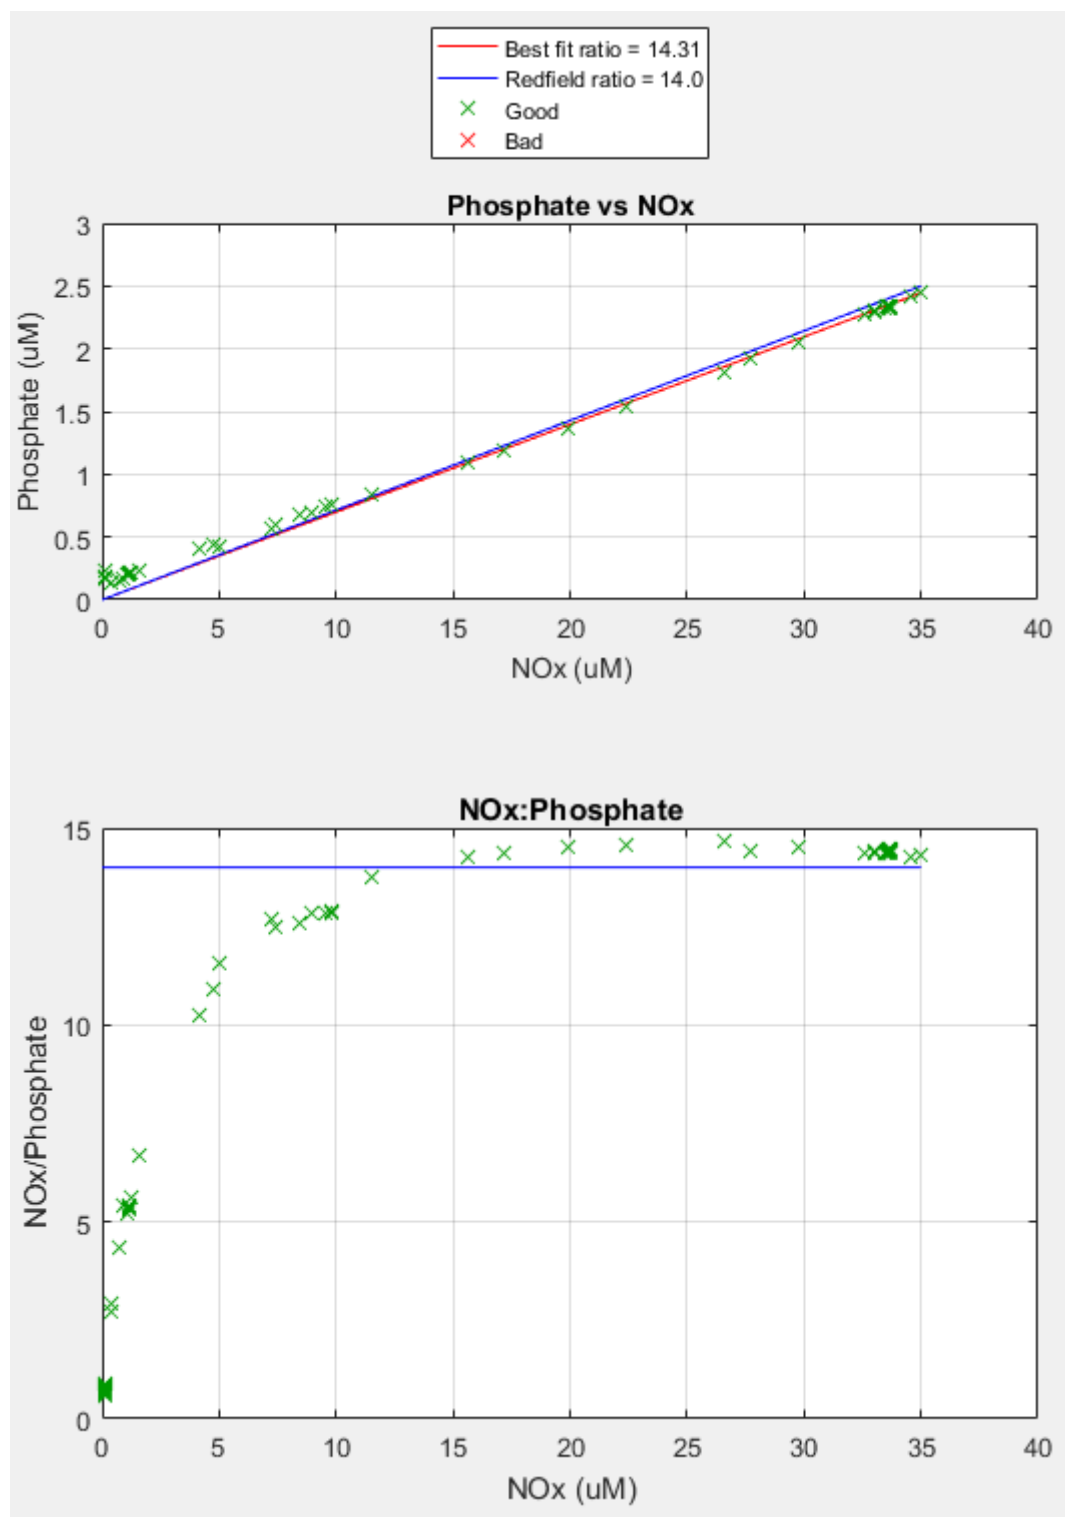 Best fit ratio = 14.31
Redfield ratio = 14.0
Good
Bad
Phosphate vs NOx
3
2.5
2
1.5
1
0.5
0
Phosphate (uM)
0 5 10 15 20 25 30 35 40
NOx (uM)
NOx:Phosphate
15
10
5
0
NOx/Phosphate
0 5 10 15 20 25 30 35 40
NOx (uM)